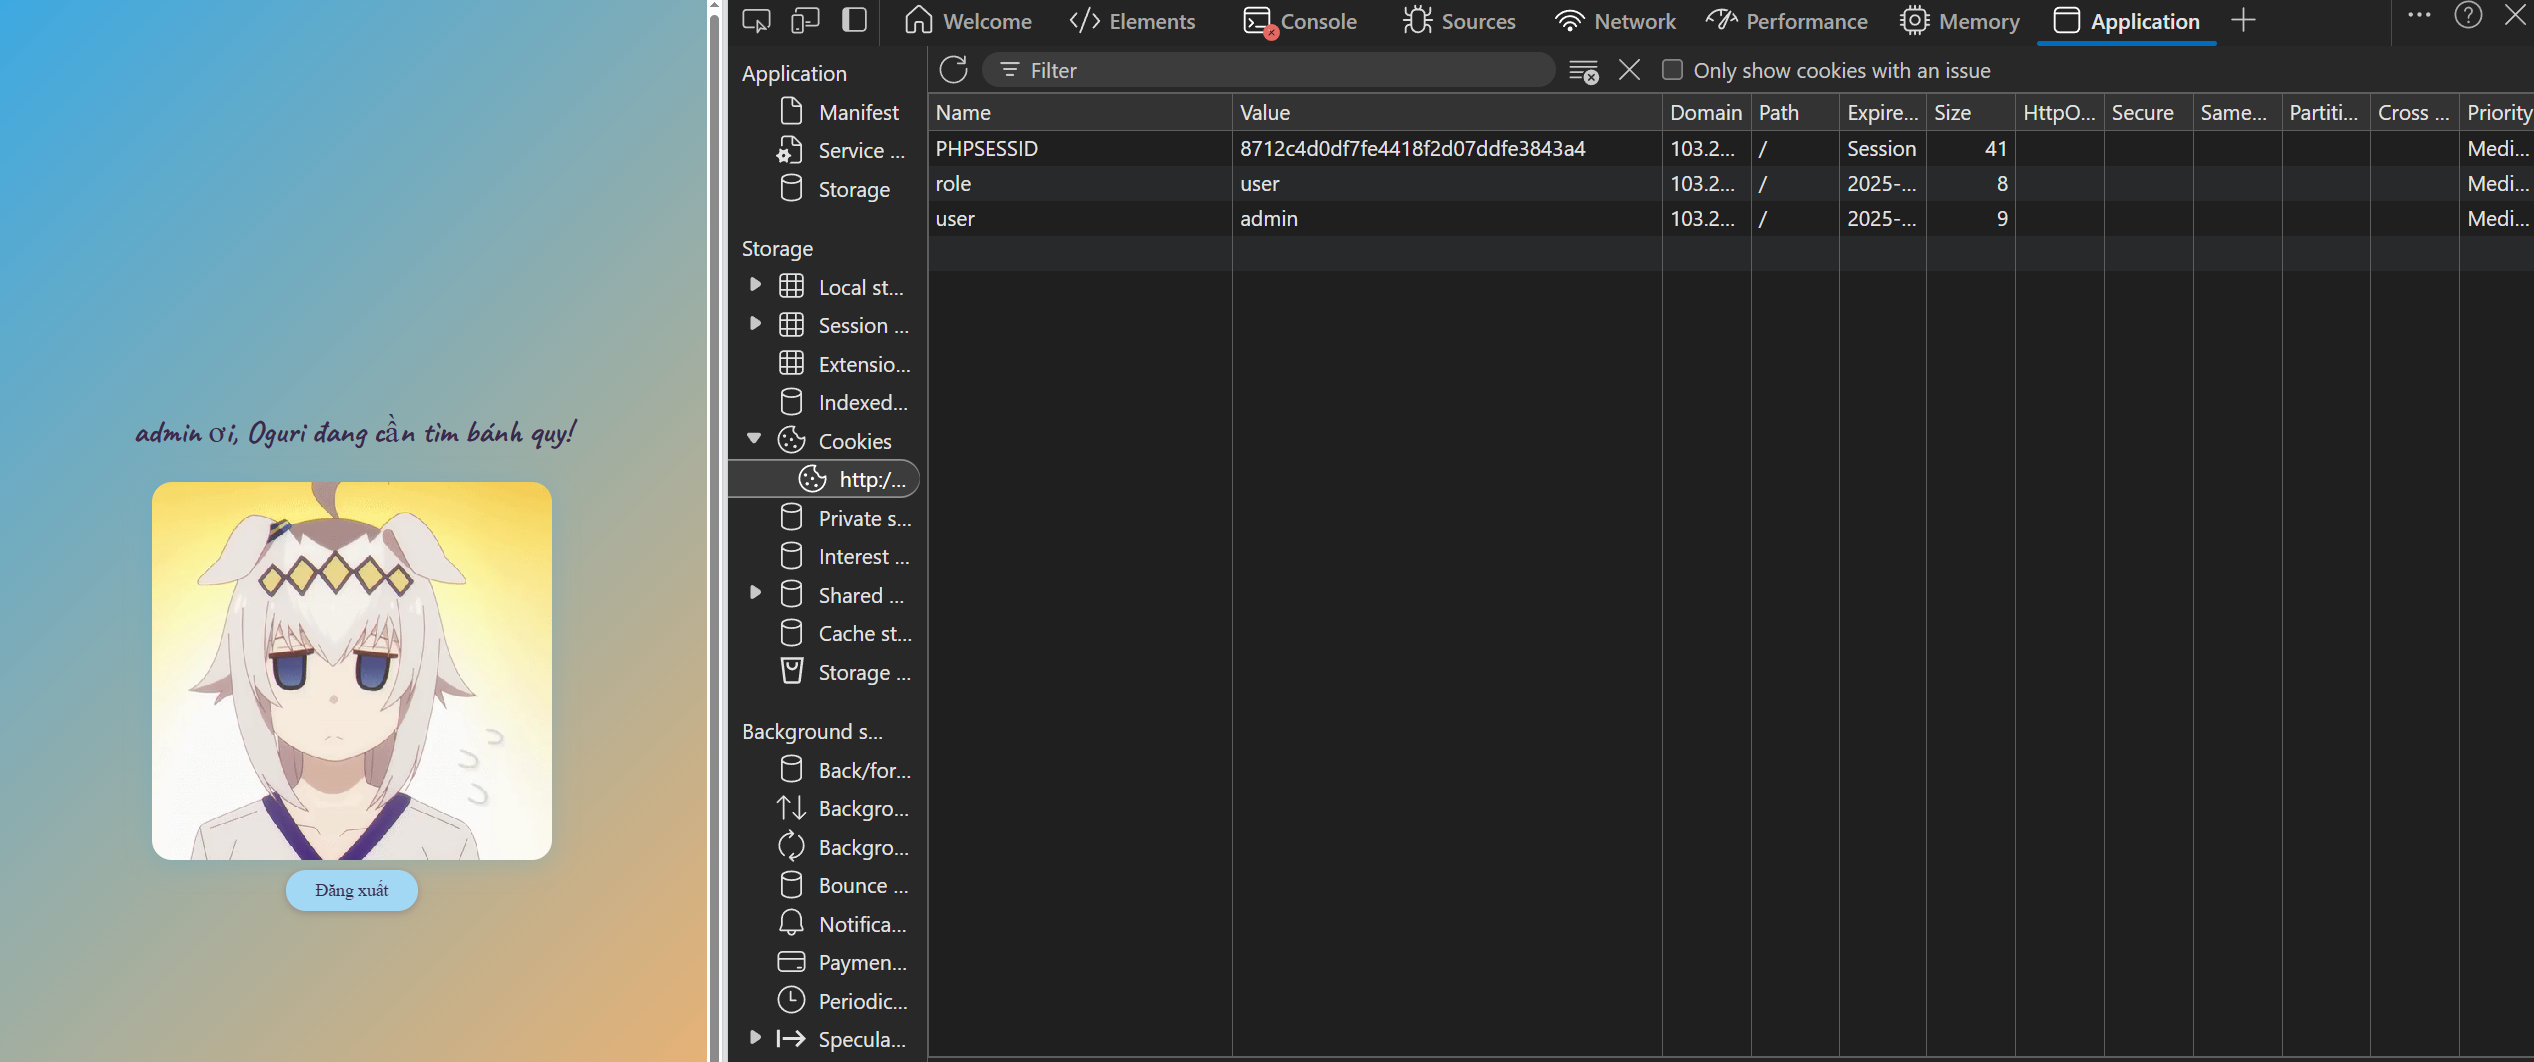 admin ơi, Oguri đang cần tìm bánh quy!
Đăng xuất
Welcome
Elements
Console
Sources
Network
Performance
Memory
Application
Application
Manifest
Service ...
Storage
Storage
Local st...
Session ...
Extensio...
Indexed...
Cookies
http:/...
Private s...
Interest ...
Shared ...
Cache st...
Storage ...
Background s...
Back/for...
Backgro...
Backgro...
Bounce ...
Notifica...
Paymen...
Periodic...
Specula...
Filter
Only show cookies with an issue
Name Value Domain Path Expire... Size HttpO... Secure Same... Partiti... Cross ... Priority
PHPSESSID 8712c4d0df7fe4418f2d07ddfe3843a4 103.2... / Session 41 Medi...
role user 103.2... / 2025-... 8 Medi...
user admin 103.2... / 2025-... 9 Medi...